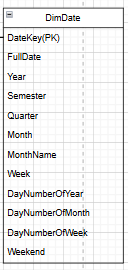 DimDate
DateKey(PK)
FullDate
Year
Semester
Quarter
Month
MonthName
Week
DayNumberOfYear
DayNumberOfMonth
DayNumberOfWeek
Weekend